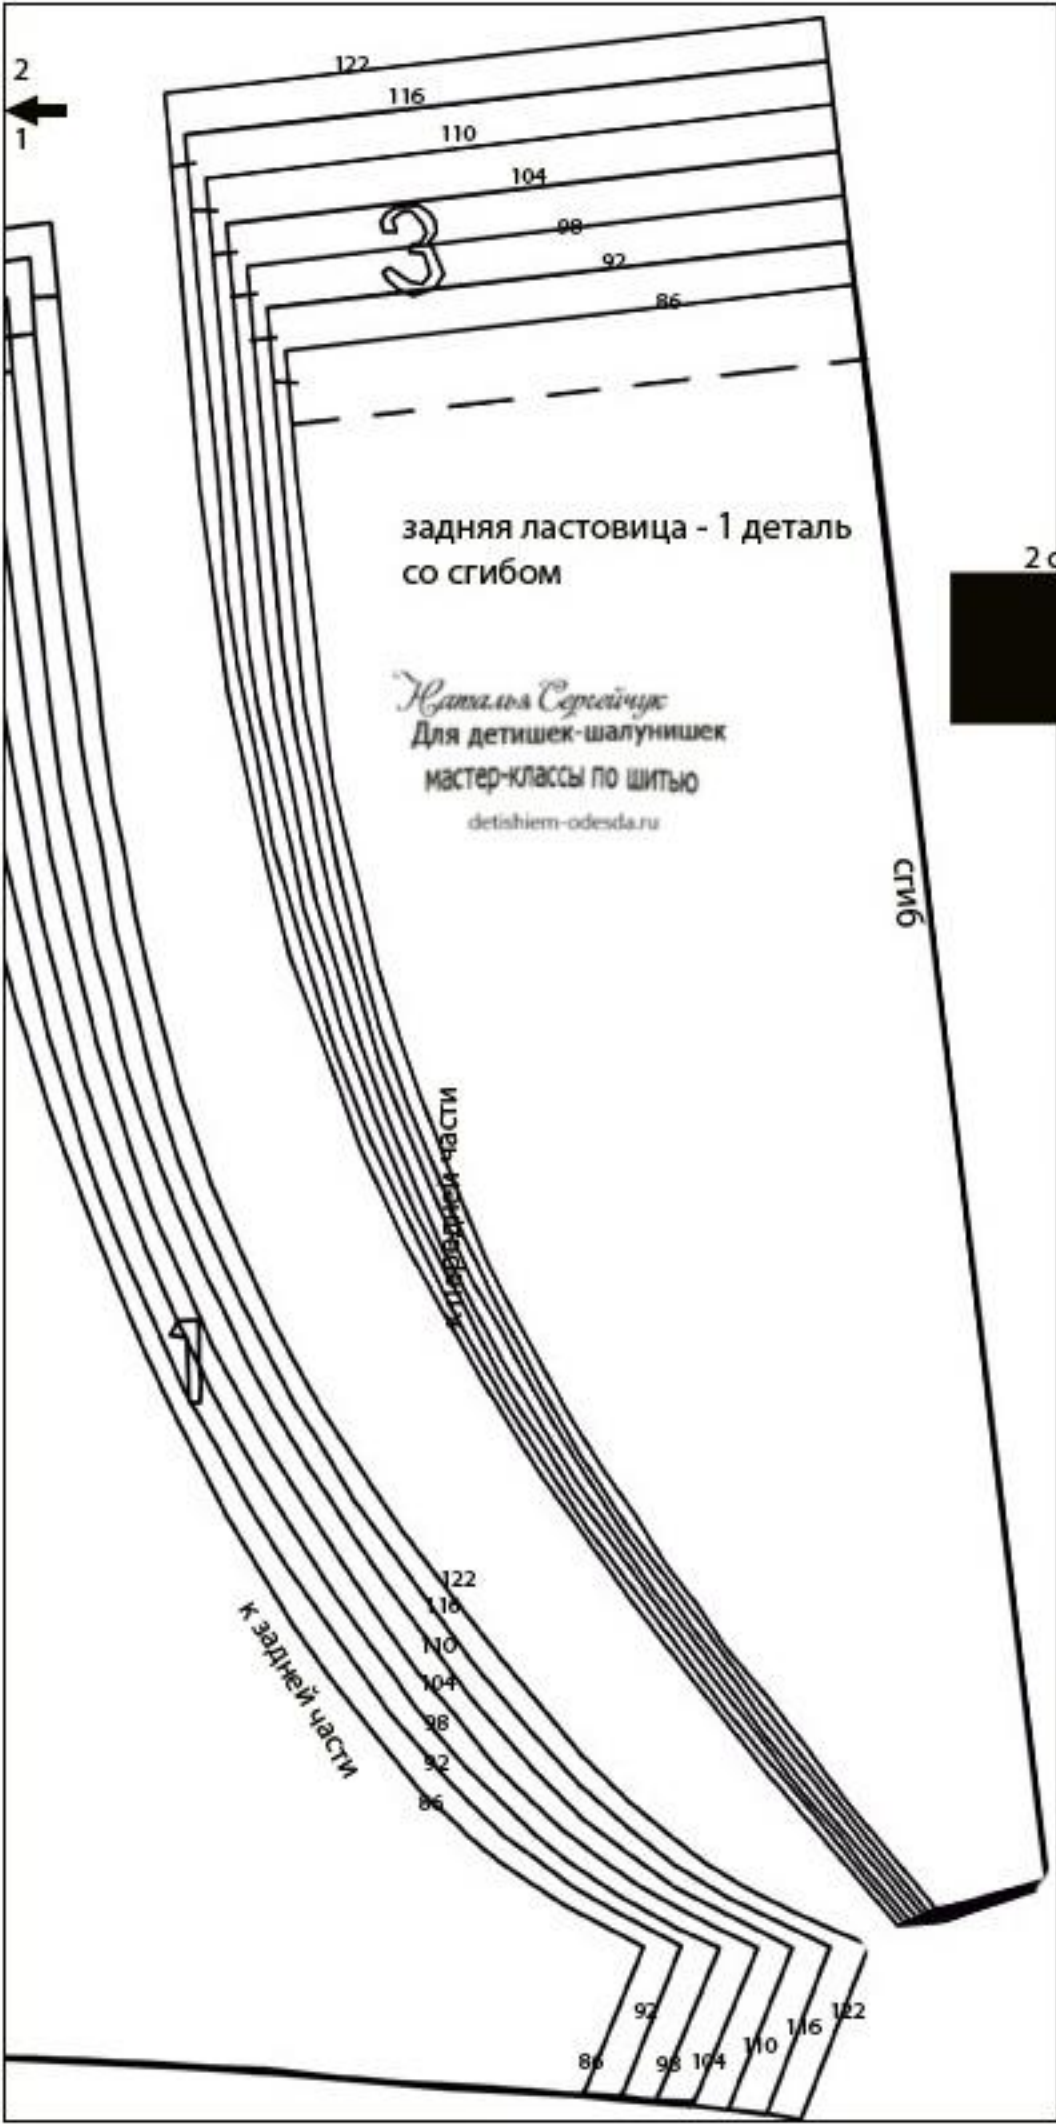 2
1
122
116
110
104
98
92
86
3
задняя ластовица - 1 деталь
со сгибом
2 с
Наталья Сергейчук
Для детишек-шалунишек
мастер-классы по шитью
detishiem-odesda.ru
сгиб
к передней части
1
122
116
110
104
98
92
86
к задней части
92
122
116
110
86
98
104